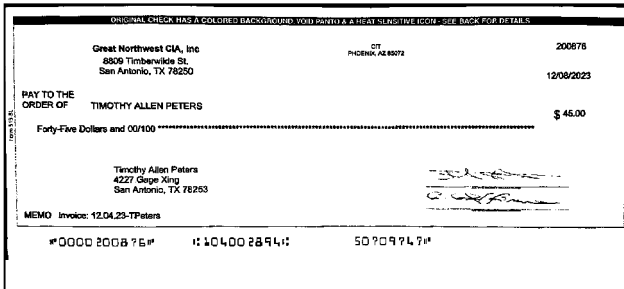 ORIGINAL CHECK HAS A COLORED BACKGROUND, VOID PANTO & A HEAT SENSITIVE ICON - SEE BACK FOR DETAILS
Great Northwest CIA, Inc
8809 Timberwilde St.
San Antonio, TX 78250
CIT
PHOENIX, AZ 85072
200876
12/08/2023
PAY TO THE
ORDER OF TIMOTHY ALLEN PETERS
$ 45.00
Forty-Five Dollars and 00/100 ****************************************
Timothy Allen Peters
4227 Gage Xing
San Antonio, TX 78253
MEMO Invoice: 12.04.23-TPeters
⑈0000200876⑈ ⑆104002894⑆ 50709747⑈